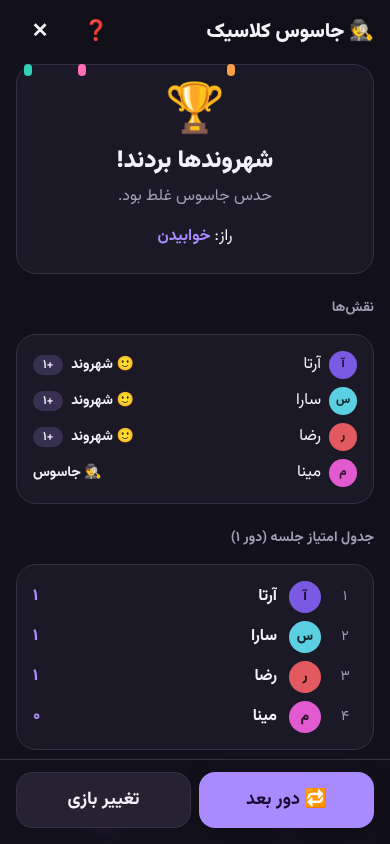 🕵️ جاسوس کلاسیک ❓ ✕
🏆
شهروندها بردند!
حدس جاسوس غلط بود.
راز: خوابیدن
نقش‌ها
آ آرتا 🙂 شهروند +۱
س سارا 🙂 شهروند +۱
ر رضا 🙂 شهروند +۱
م مینا 🕵️ جاسوس
جدول امتیاز جلسه (دور ۱)
۱ آ آرتا ۱
۲ س سارا ۱
۳ ر رضا ۱
۴ م مینا ۰
🔁 دور بعد
تغییر بازی